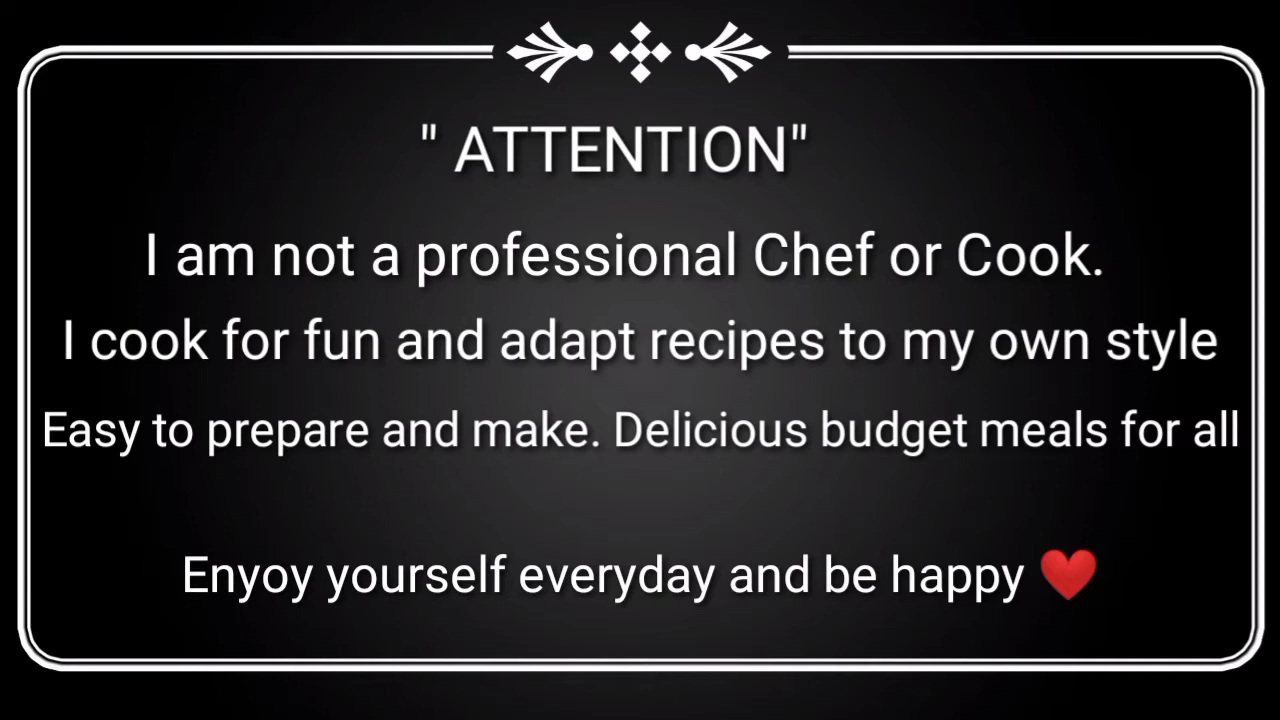 " ATTENTION"
I am not a professional Chef or Cook.
I cook for fun and adapt recipes to my own style
Easy to prepare and make. Delicious budget meals for all
Enyoy yourself everyday and be happy ❤️